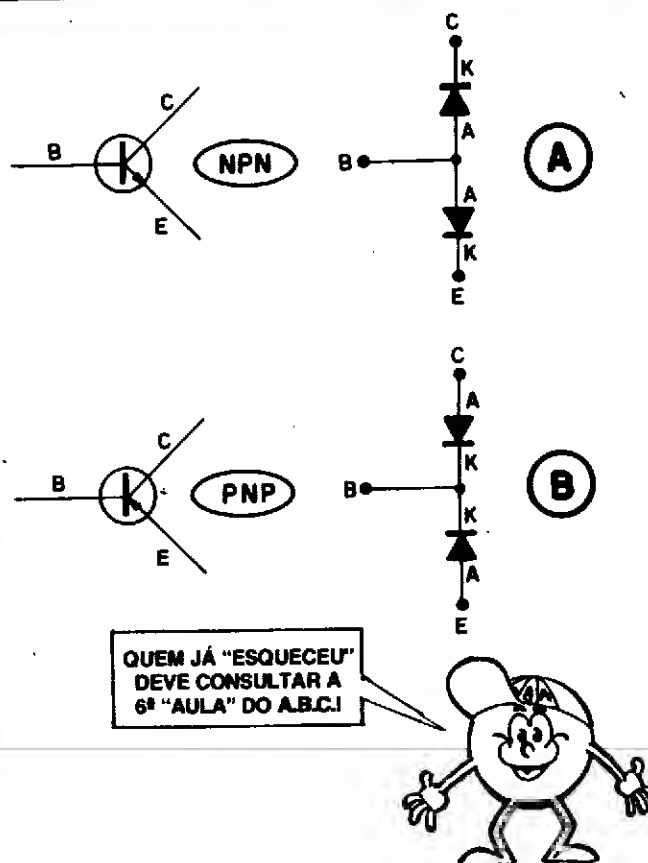 C
B
E
NPN
C
K
A
B
A
K
E
A
C
B
E
PNP
C
A
K
B
K
A
E
B
QUEM JÁ “ESQUECEU”
DEVE CONSULTAR A
6ª “AULA” DO A.B.C.!